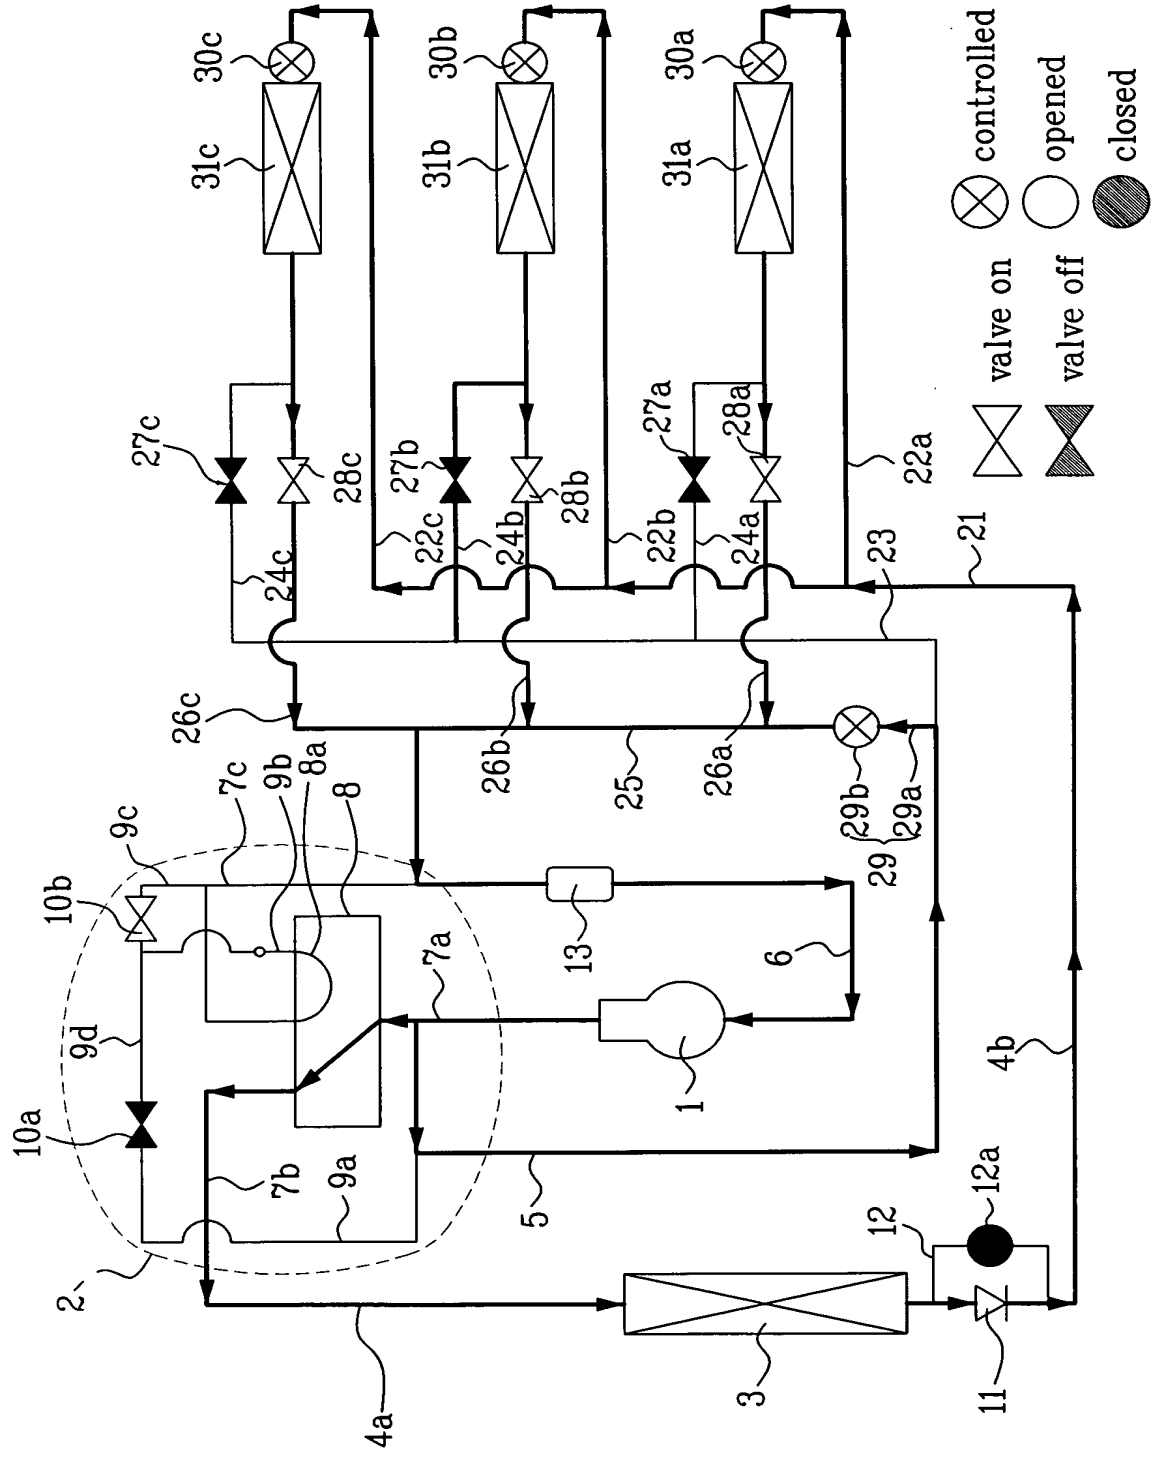 30c
30b
30a
31c
31b
31a
27c
28c
27b
28b
27a
28a
24c
22c
24b
22b
24a
22a
23
21
26c
26b
25
26a
29b
29a
29
9c
7c
9b
8a
8
10b
9d
10a
7b
9a
7a
13
6
1
5
2´
4a
3
12
12a
11
4b
valve on
valve off
controlled
opened
closed